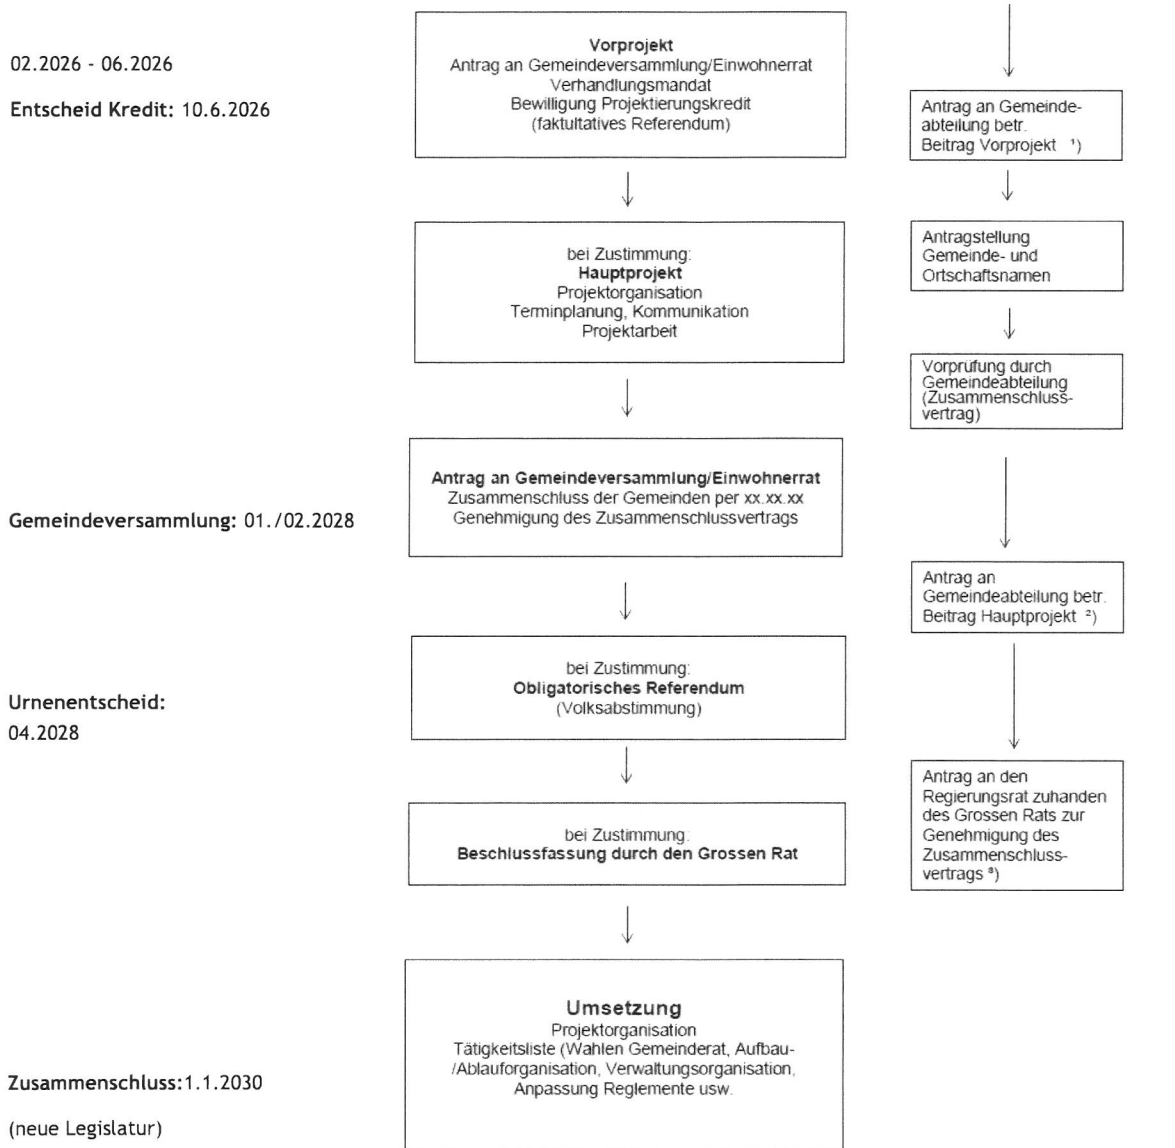 02.2026 - 06.2026
Entscheid Kredit: 10.6.2026
Vorprojekt
Antrag an Gemeindeversammlung/Einwohnerrat
Verhandlungsmandat
Bewilligung Projektierungskredit
(faktultatives Referendum)
Antrag an Gemeinde-
abteilung betr.
Beitrag Vorprojekt ¹)
bei Zustimmung:
Hauptprojekt
Projektorganisation
Terminplanung, Kommunikation
Projektarbeit
Antragstellung
Gemeinde- und
Ortschaftsnamen
Vorprüfung durch
Gemeindeabteilung
(Zusammenschluss-
vertrag)
Gemeindeversammlung: 01./02.2028
Antrag an Gemeindeversammlung/Einwohnerrat
Zusammenschluss der Gemeinden per xx.xx.xx
Genehmigung des Zusammenschlussvertrags
Antrag an
Gemeindeabteilung betr.
Beitrag Hauptprojekt ²)
Urnenentscheid:
04.2028
bei Zustimmung:
Obligatorisches Referendum
(Volksabstimmung)
bei Zustimmung:
Beschlussfassung durch den Grossen Rat
Antrag an den
Regierungsrat zuhanden
des Grossen Rats zur
Genehmigung des
Zusammenschluss-
vertrags ³)
Zusammenschluss:1.1.2030
(neue Legislatur)
Umsetzung
Projektorganisation
Tätigkeitsliste (Wahlen Gemeinderat, Aufbau-
/Ablauforganisation, Verwaltungsorganisation,
Anpassung Reglemente usw.